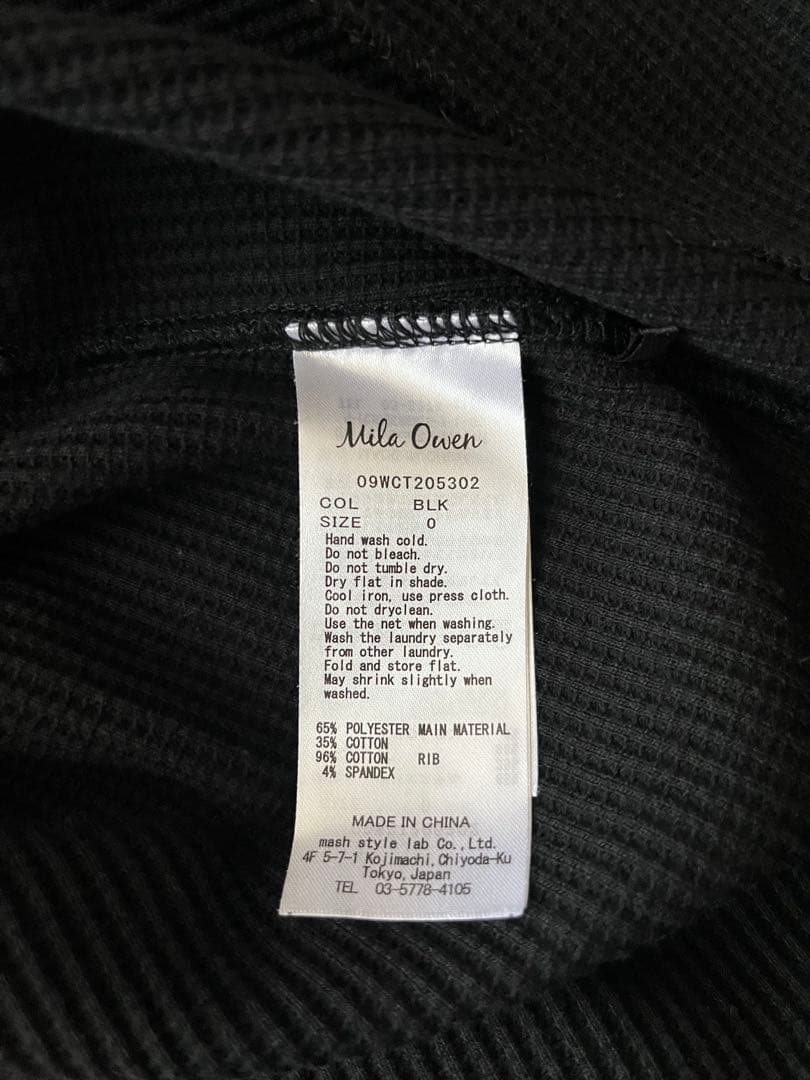 Mila Owen
09WCT205302
COL BLK
SIZE 0
Hand wash cold.
Do not bleach.
Do not tumble dry.
Dry flat in shade.
Cool iron, use press cloth.
Do not dryclean.
Use the net when washing.
Wash the laundry separately
from other laundry.
Fold and store flat.
May shrink slightly when
washed.
65% POLYESTER MAIN MATERIAL
35% COTTON
96% COTTON RIB
4% SPANDEX
MADE IN CHINA
mash style lab Co., Ltd.
4F 5-7-1 Kojimachi, Chiyoda-Ku
Tokyo, Japan
TEL 03-5778-4105